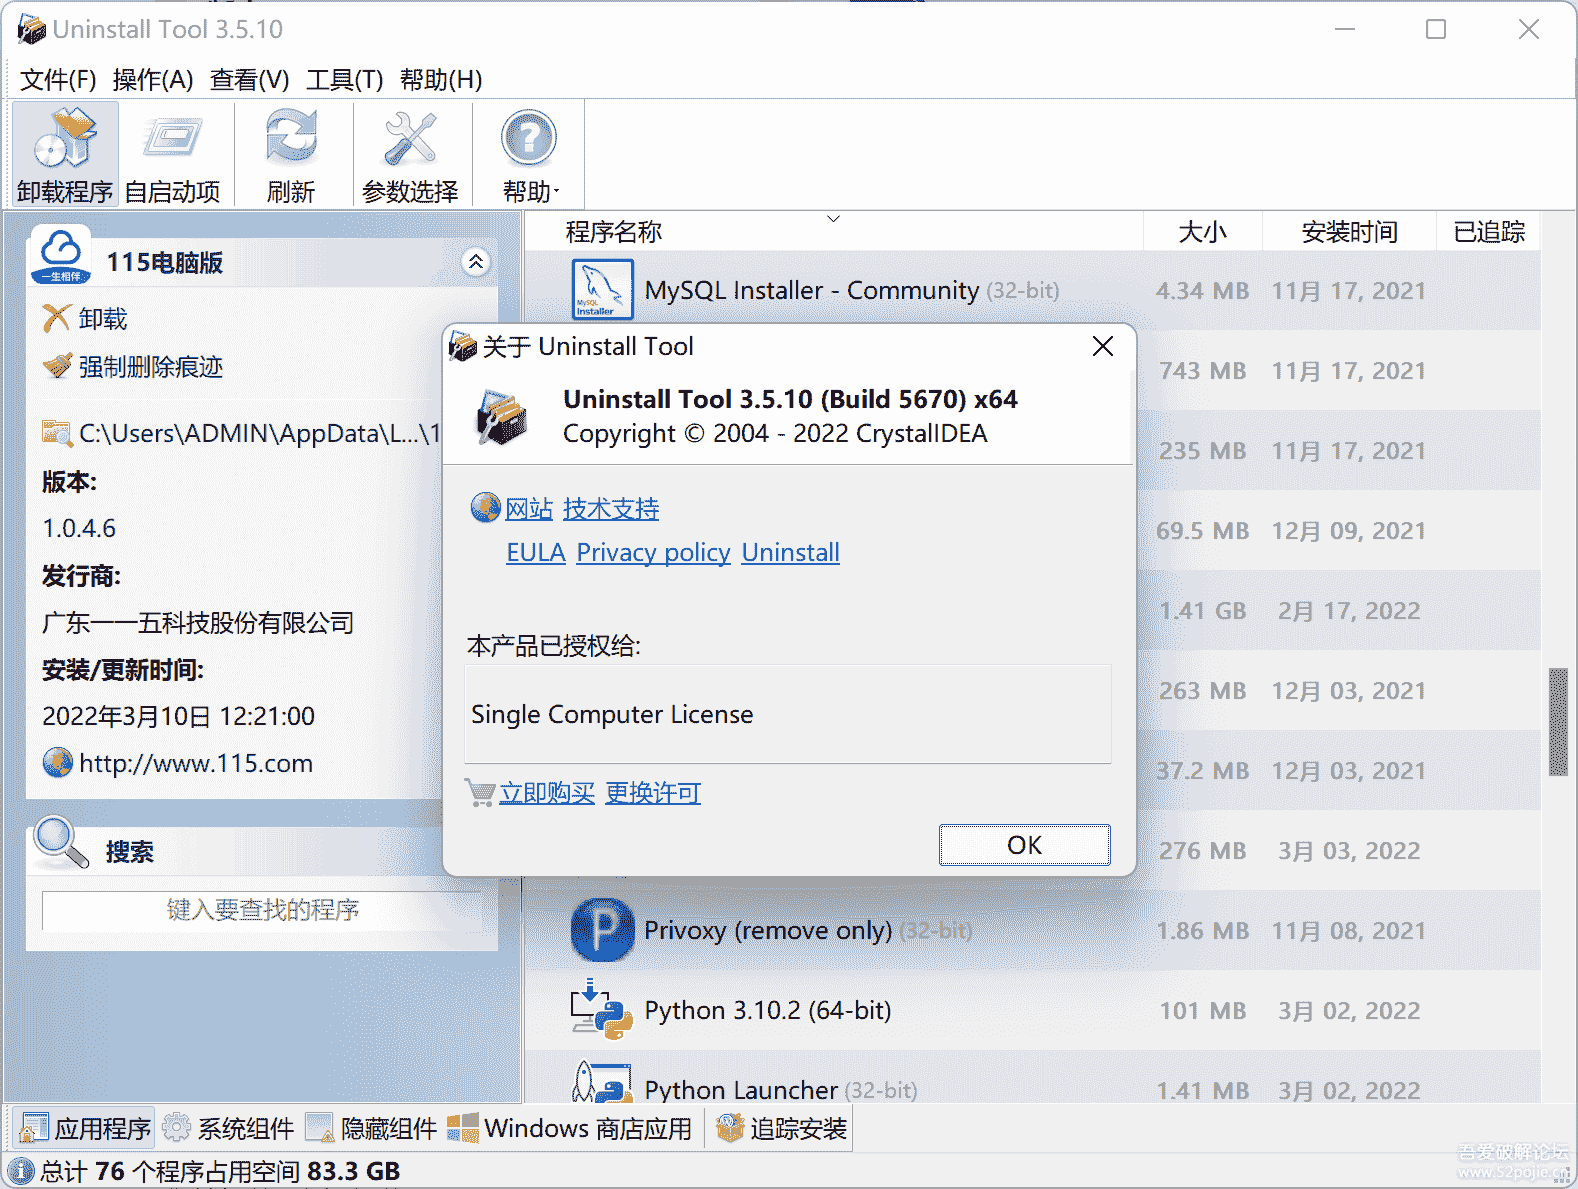 Uninstall Tool 3.5.10
文件(F) 操作(A) 查看(V) 工具(T) 帮助(H)
卸载程序 自启动项 刷新 参数选择 帮助
一生相伴
115电脑版
卸载
强制删除痕迹
C:\Users\ADMIN\AppData\L...\1
版本:
1.0.4.6
发行商:
广东一一五科技股份有限公司
安装/更新时间:
2022年3月10日 12:21:00
http://www.115.com
搜索
键入要查找的程序
程序名称 大小 安装时间 已追踪
MySQL Installer
MySQL Installer - Community (32-bit) 4.34 MB 11月 17, 2021
743 MB 11月 17, 2021
235 MB 11月 17, 2021
69.5 MB 12月 09, 2021
1.41 GB 2月 17, 2022
263 MB 12月 03, 2021
37.2 MB 12月 03, 2021
276 MB 3月 03, 2022
P Privoxy (remove only) (32-bit) 1.86 MB 11月 08, 2021
Python 3.10.2 (64-bit) 101 MB 3月 02, 2022
Python Launcher (32-bit) 1.41 MB 3月 02, 2022
关于 Uninstall Tool
Uninstall Tool 3.5.10 (Build 5670) x64
Copyright © 2004 - 2022 CrystalIDEA
网站 技术支持
EULA Privacy policy Uninstall
本产品已授权给:
Single Computer License
立即购买 更换许可
OK
应用程序 系统组件 隐藏组件 Windows 商店应用 追踪安装
总计 76 个程序占用空间 83.3 GB
吾爱破解论坛
www.52pojie.cn